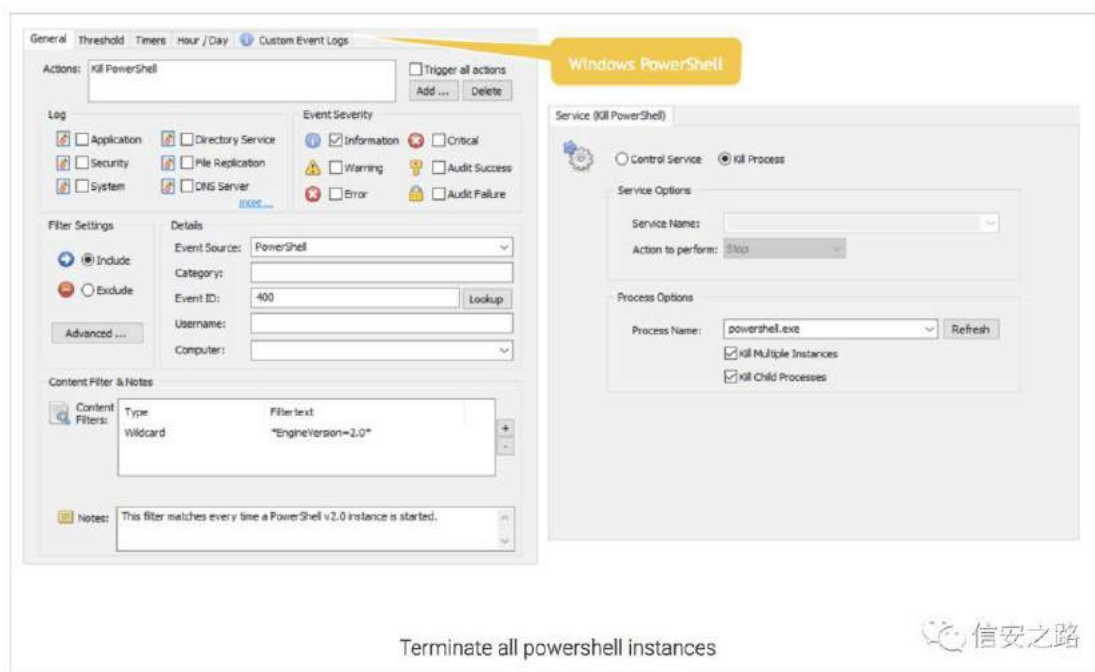 General Threshold Timers Hour / Day Custom Event Logs
Windows PowerShell
Actions: Kill PowerShell
Trigger all actions
Add ... Delete
Log
Application Directory Service
Security File Replication
System DNS Server
more ...
Event Severity
Information Critical
Warning Audit Success
Error Audit Failure
Filter Settings
Include
Exclude
Advanced ...
Details
Event Source: PowerShell
Category:
Event ID: 400 Lookup
Username:
Computer:
Content Filter & Notes
Content Filters:
Type Filtertext
Wildcard *EngineVersion=2.0*
+
-
Notes: This filter matches every time a PowerShell v2.0 instance is started.
Service (Kill PowerShell)
Control Service Kill Process
Service Options
Service Name:
Action to perform: Stop
Process Options
Process Name: powershell.exe Refresh
Kill Multiple Instances
Kill Child Processes
Terminate all powershell instances
信安之路